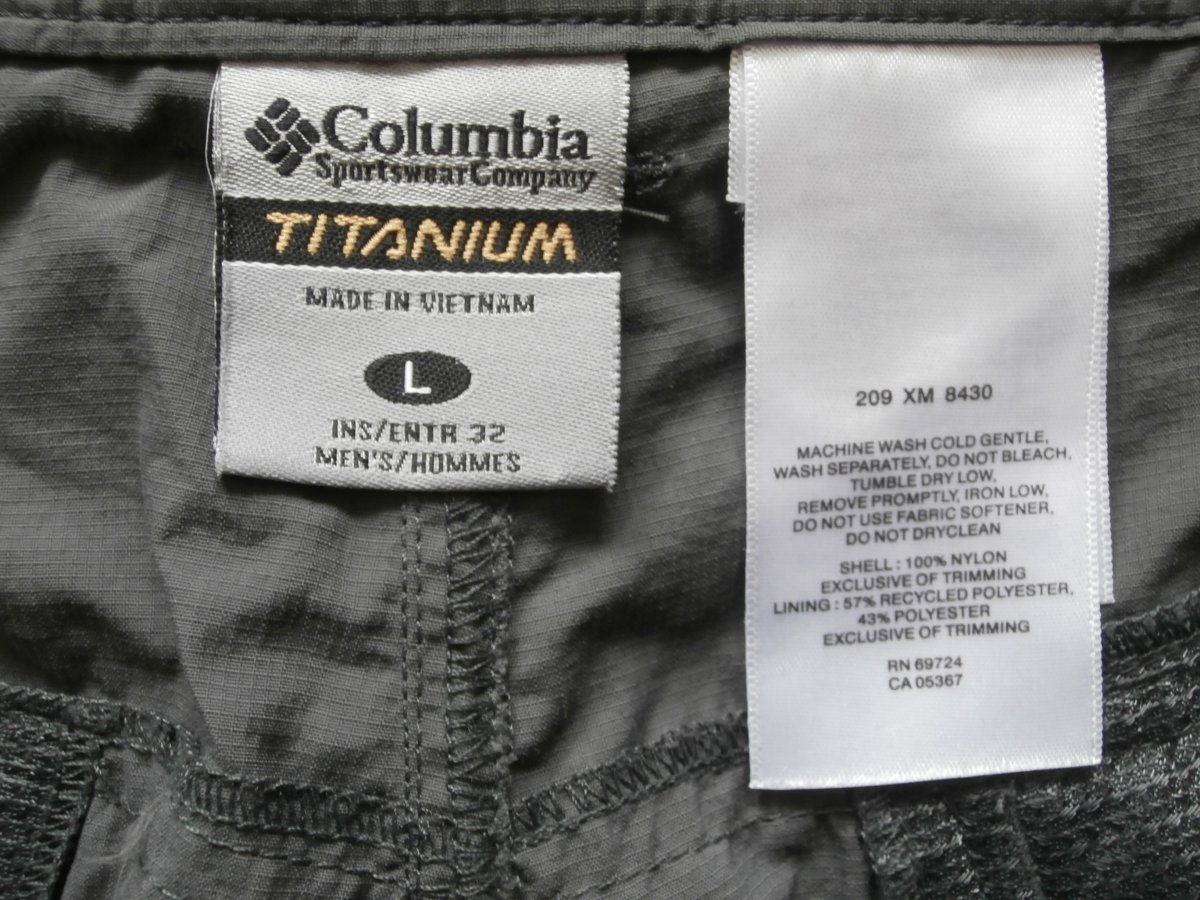 Columbia
Sportswear Company
TITANIUM
MADE IN VIETNAM
L
INS/ENTR 32
MEN'S/HOMMES
209 XM 8430
MACHINE WASH COLD GENTLE,
WASH SEPARATELY, DO NOT BLEACH,
TUMBLE DRY LOW,
REMOVE PROMPTLY, IRON LOW,
DO NOT USE FABRIC SOFTENER,
DO NOT DRYCLEAN
SHELL : 100% NYLON
EXCLUSIVE OF TRIMMING
LINING : 57% RECYCLED POLYESTER,
43% POLYESTER
EXCLUSIVE OF TRIMMING
RN 69724
CA 05367